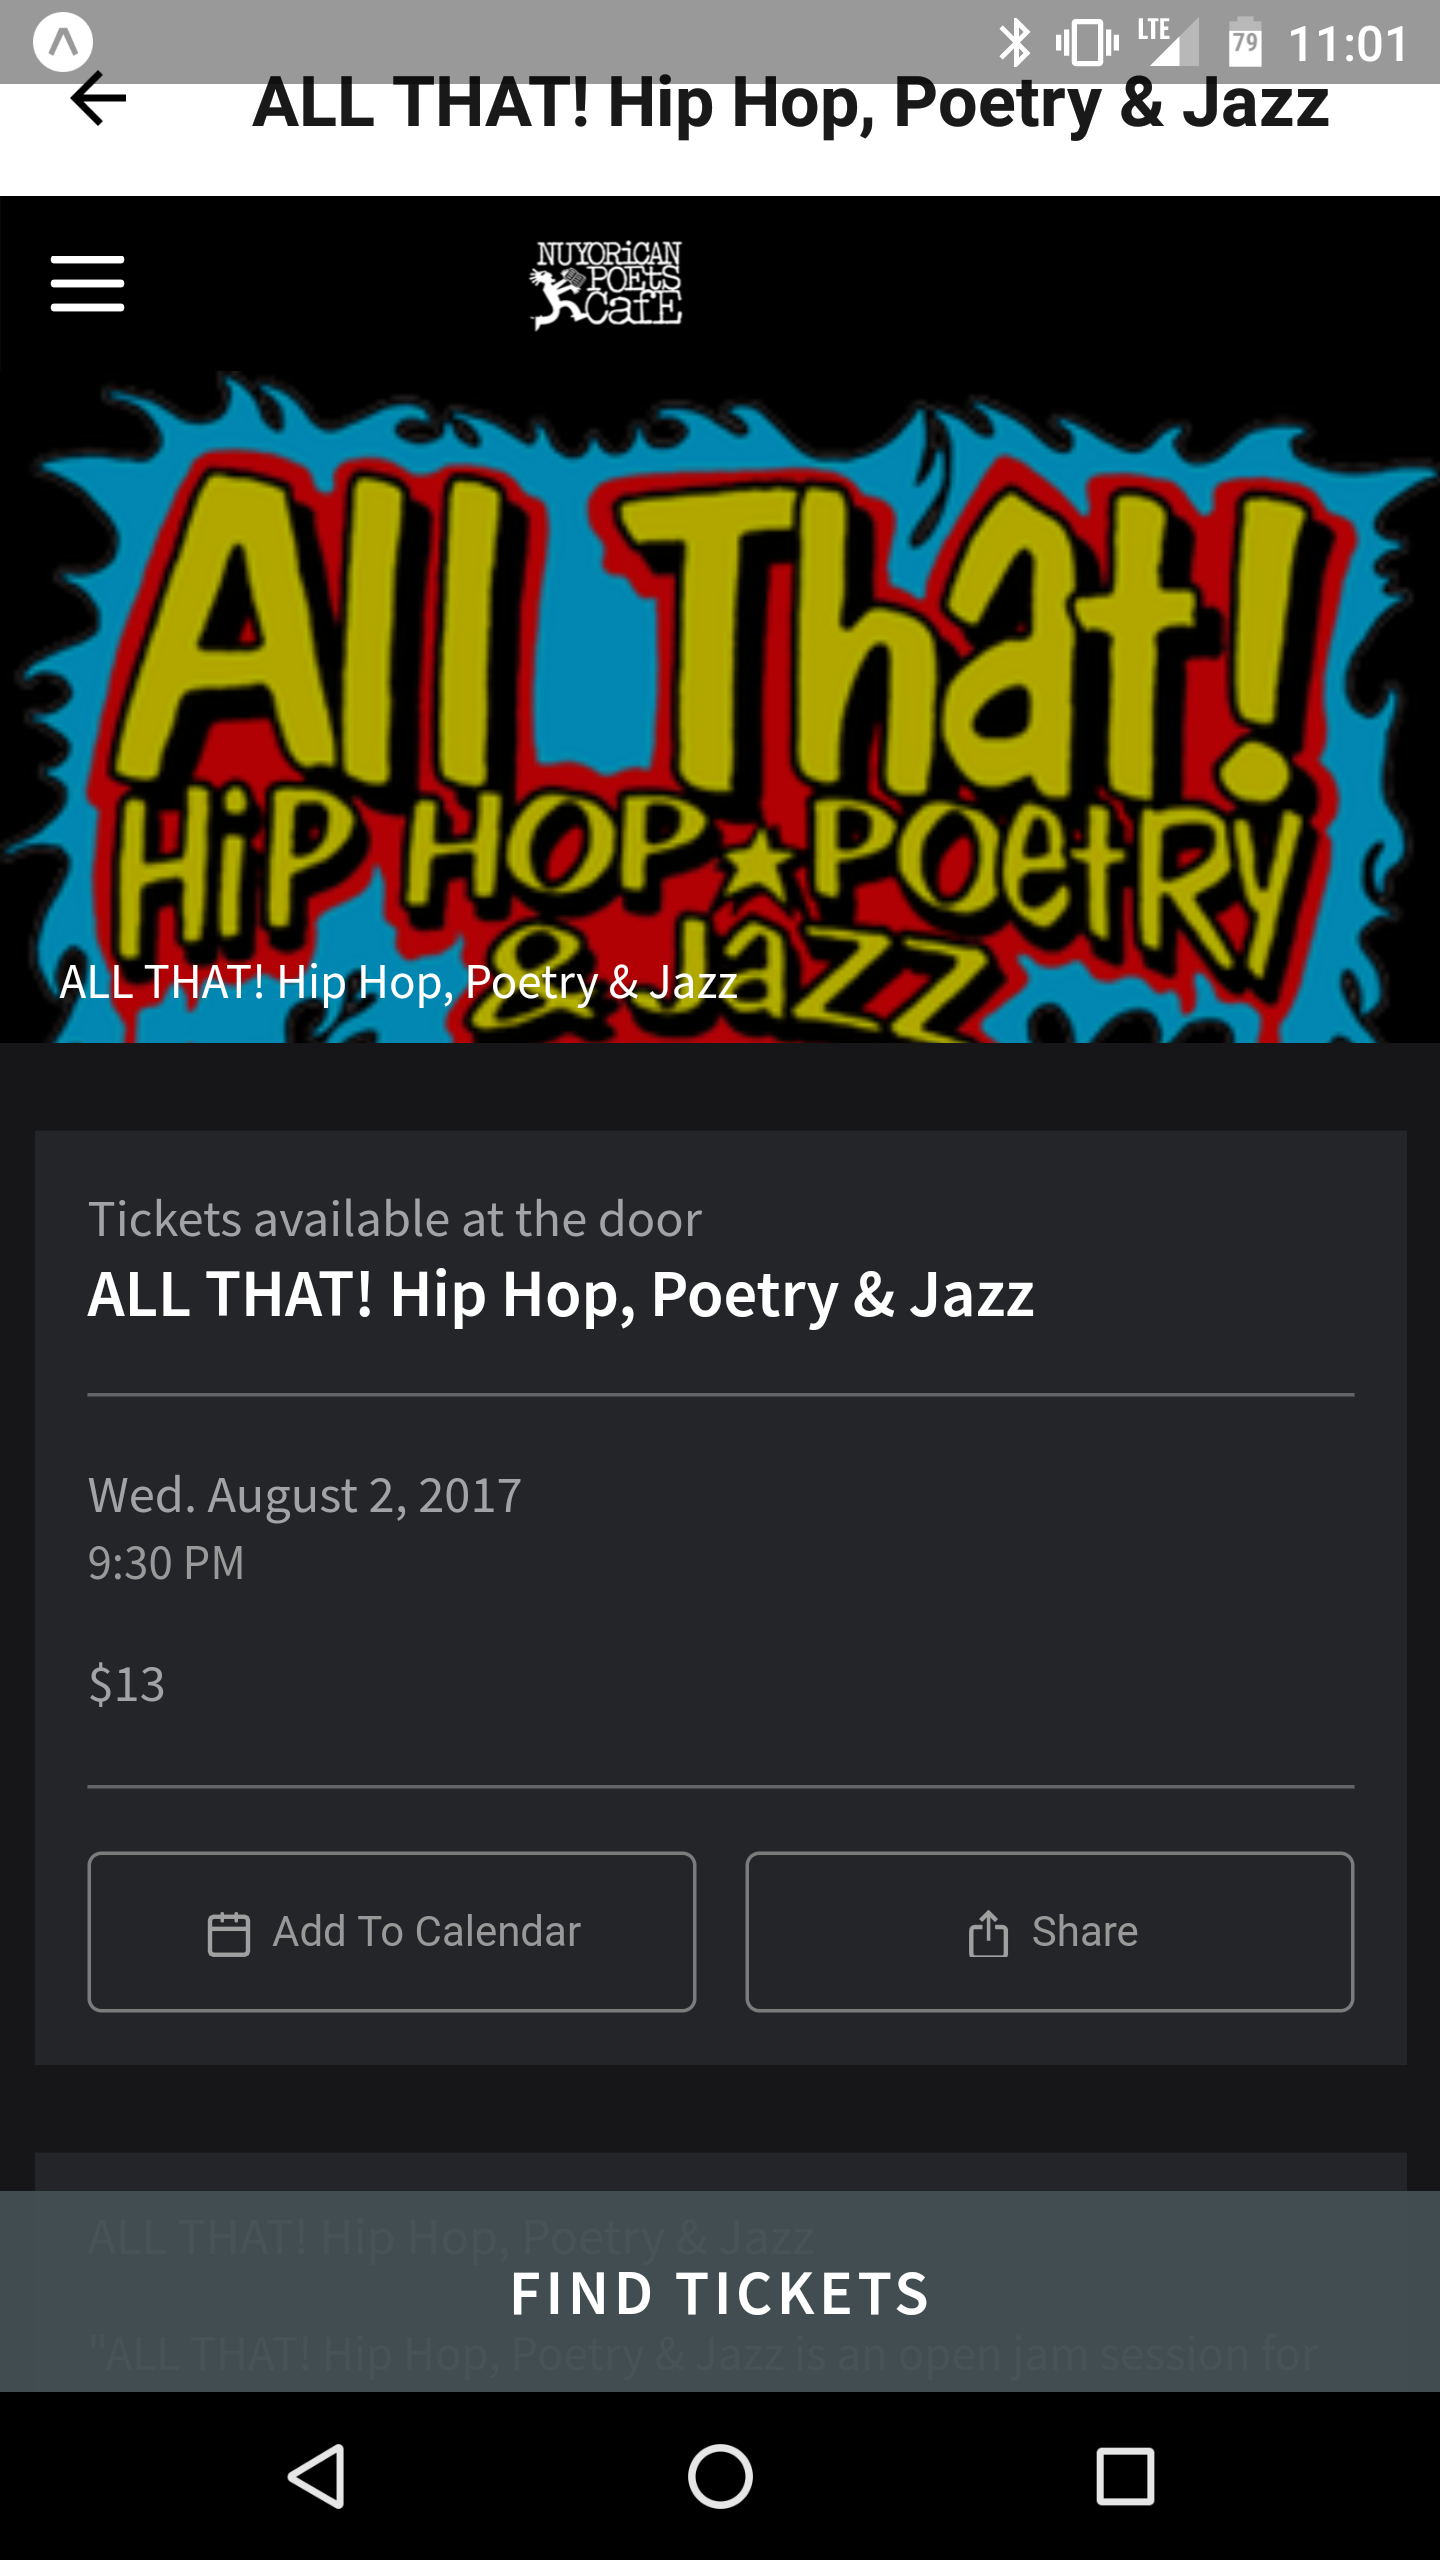 LTE 79 11:01
ALL THAT! Hip Hop, Poetry & Jazz
NUYORiCAN
POEtS
CafE
All That!
HiP HOP★POetRy
& Jazz
ALL THAT! Hip Hop, Poetry & Jazz
Tickets available at the door
ALL THAT! Hip Hop, Poetry & Jazz
Wed. August 2, 2017
9:30 PM
$13
Add To Calendar
Share
ALL THAT! Hip Hop, Poetry & Jazz
FIND TICKETS
"ALL THAT! Hip Hop, Poetry & Jazz is an open jam session for